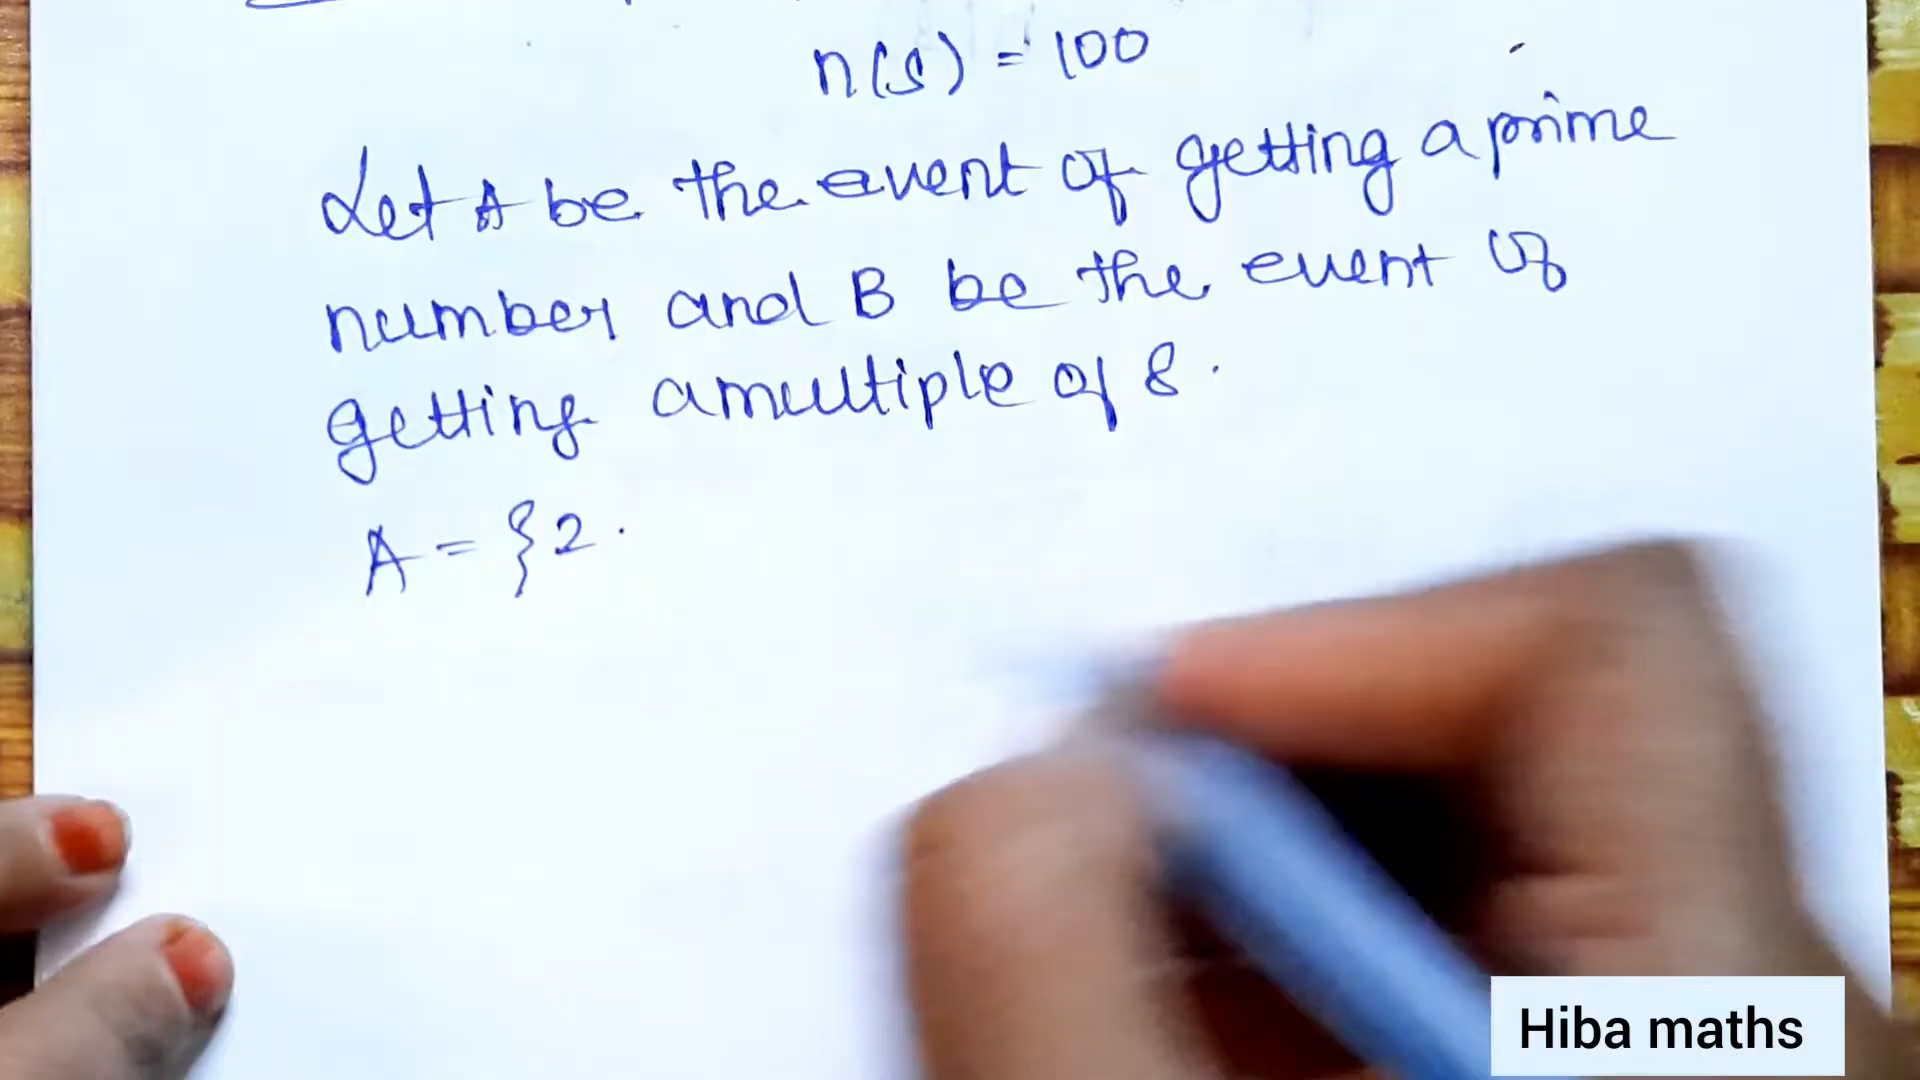 n(s) = 100
Let A be the event of getting a prime
number and B be the event of
getting a multiple of 8.
A = {2.
Hiba maths